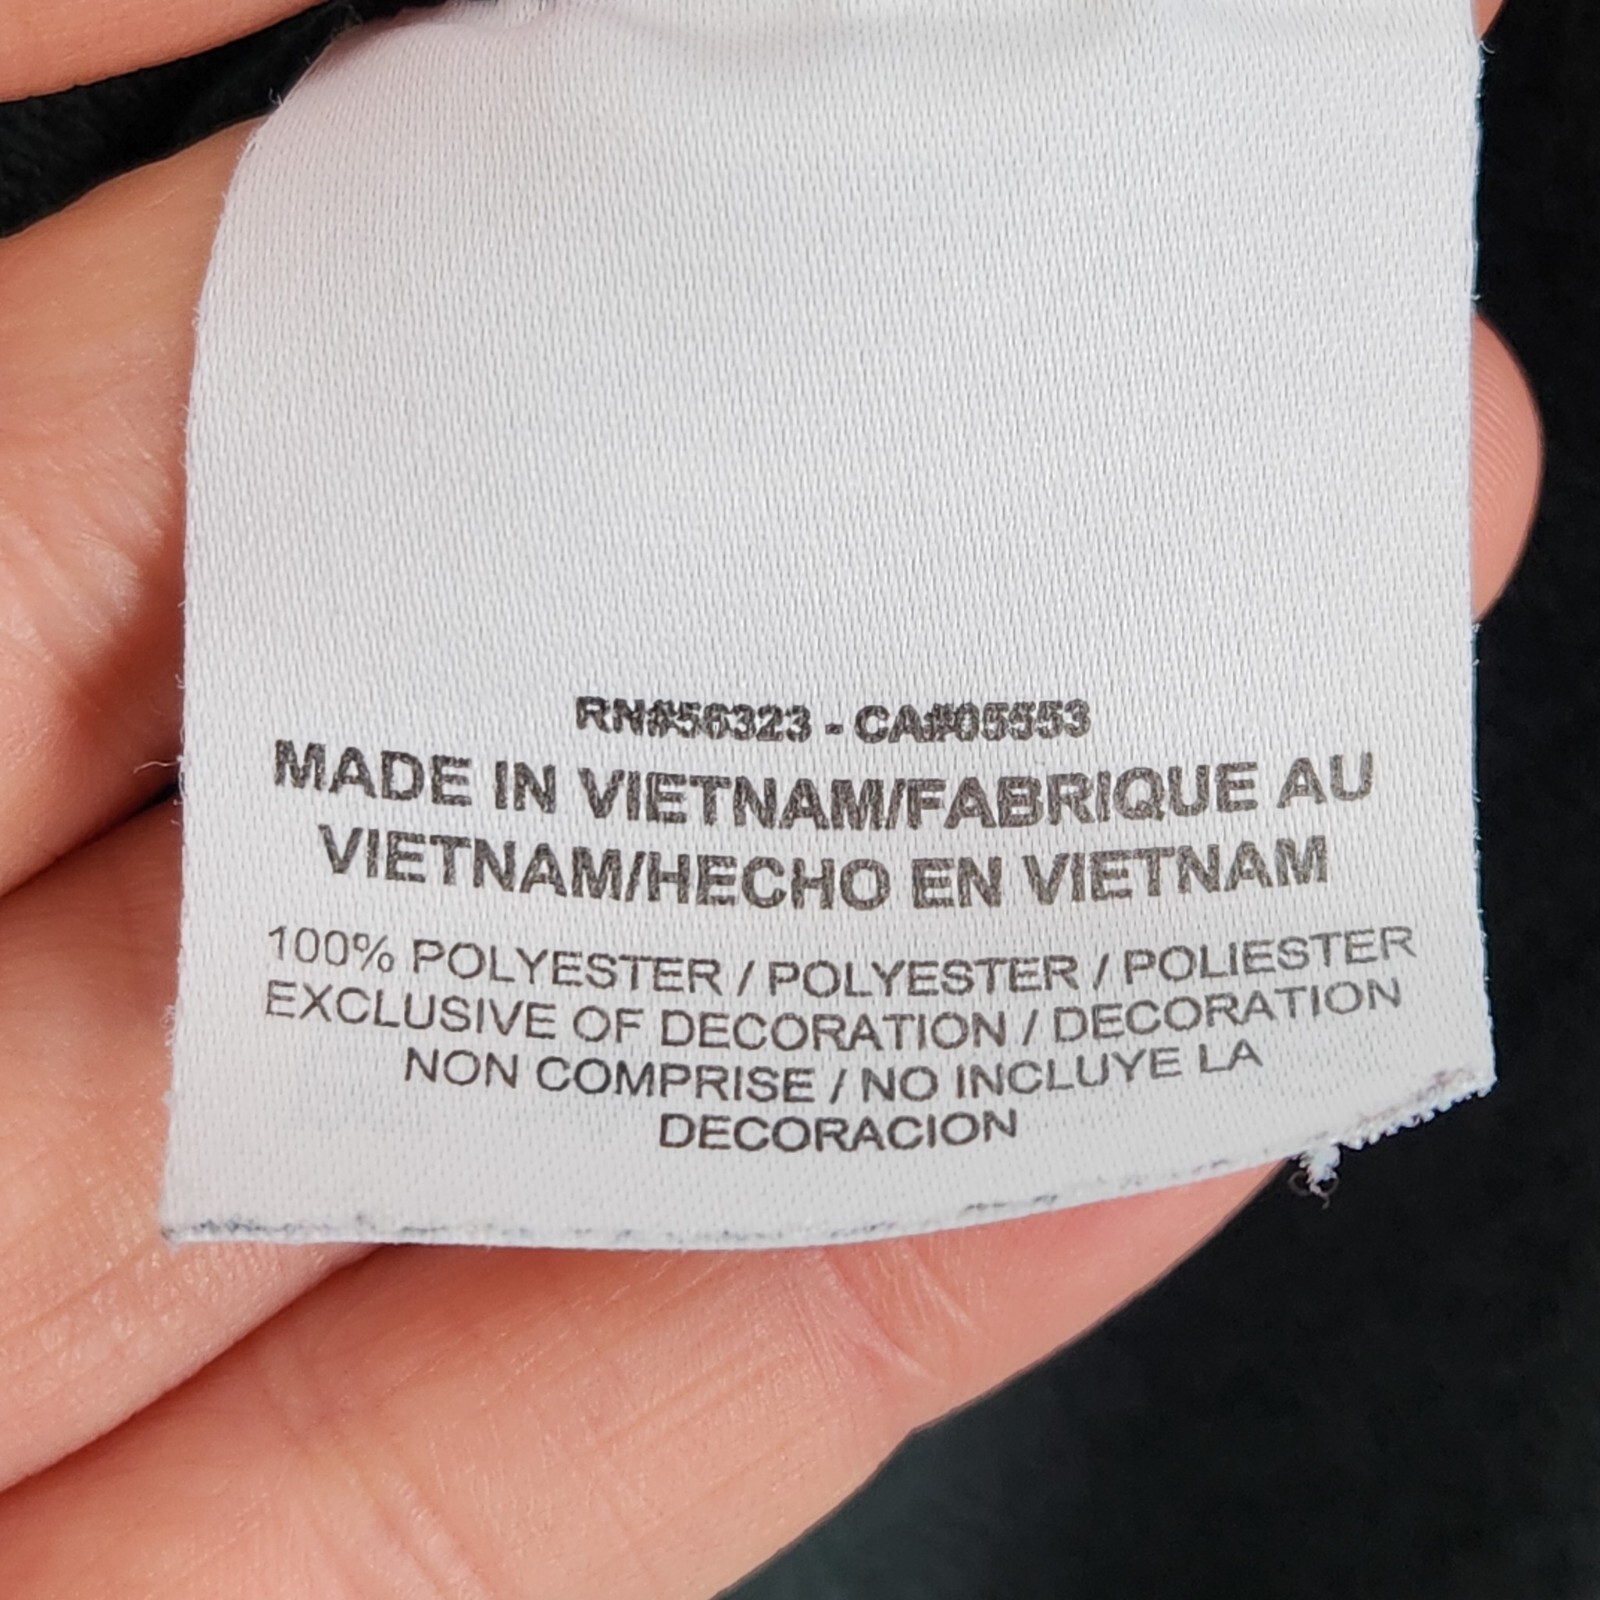 RN#56323 - CA#05553
MADE IN VIETNAM/FABRIQUE AU
VIETNAM/HECHO EN VIETNAM
100% POLYESTER / POLYESTER / POLIESTER
EXCLUSIVE OF DECORATION / DECORATION
NON COMPRISE / NO INCLUYE LA
DECORACION